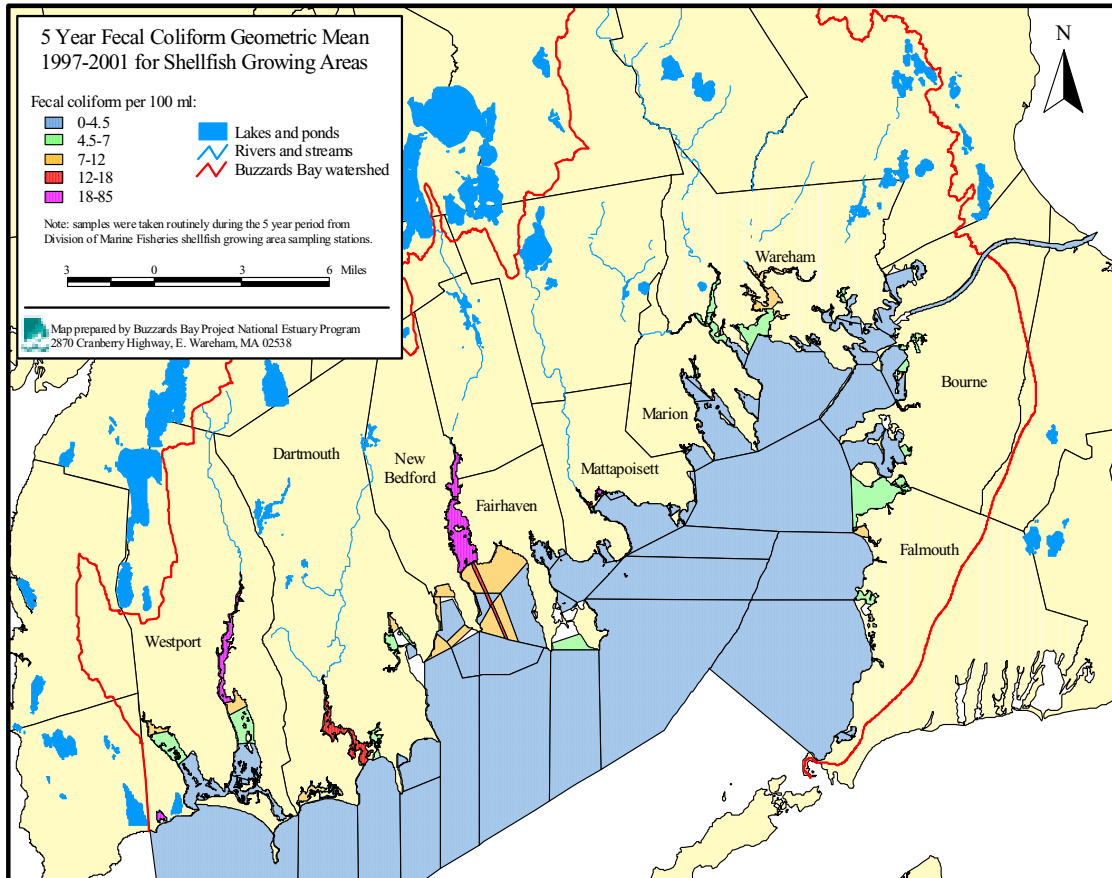 5 Year Fecal Coliform Geometric Mean
1997-2001 for Shellfish Growing Areas
Fecal coliform per 100 ml:
0-4.5
4.5-7
7-12
12-18
18-85
Lakes and ponds
Rivers and streams
Buzzards Bay watershed
Note: samples were taken routinely during the 5 year period from
Division of Marine Fisheries shellfish growing area sampling stations.
3 0 3 6 Miles
Map prepared by Buzzards Bay Project National Estuary Program
2870 Cranberry Highway, E. Wareham, MA 02538
N
Wareham
Bourne
Marion
Dartmouth
New
Bedford
Mattapoisett
Fairhaven
Falmouth
Westport